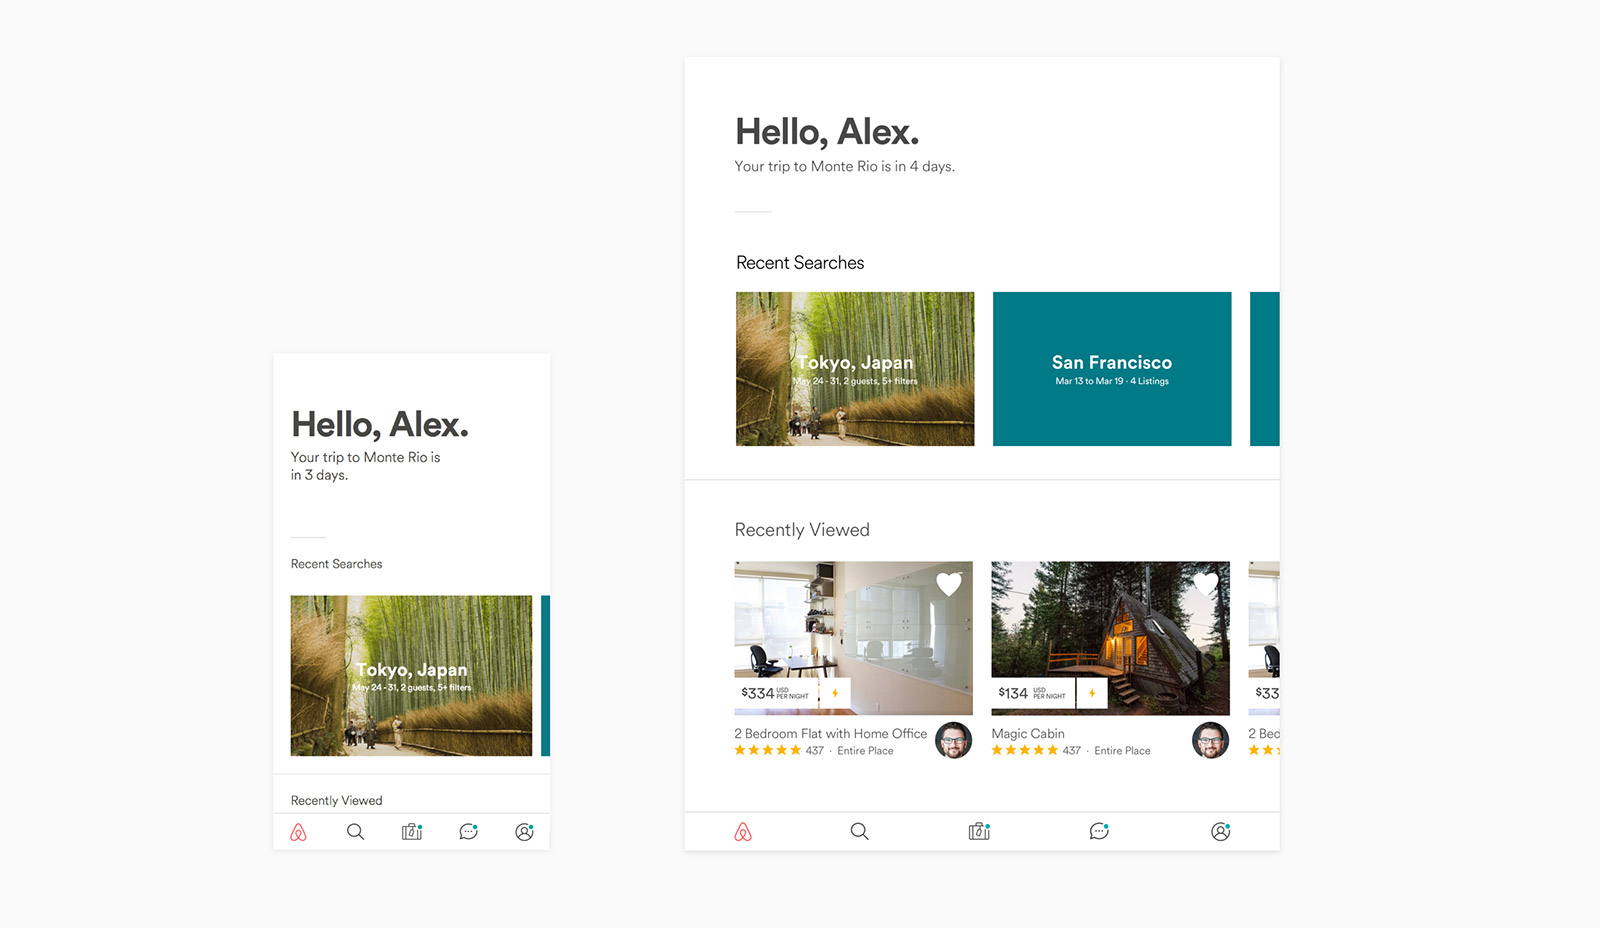 Hello, Alex.
Your trip to Monte Rio is
in 3 days.
Recent Searches
Tokyo, Japan
May 24 - 31, 2 guests, 5+ filters
Recently Viewed
Hello, Alex.
Your trip to Monte Rio is in 4 days.
Recent Searches
Tokyo, Japan
May 24 - 31, 2 guests, 5+ filters
San Francisco
Mar 13 to Mar 19 · 4 Listings
Recently Viewed
$334 USD
PER NIGHT
2 Bedroom Flat with Home Office
437 · Entire Place
$134 USD
PER NIGHT
Magic Cabin
437 · Entire Place
$33
2 Bed